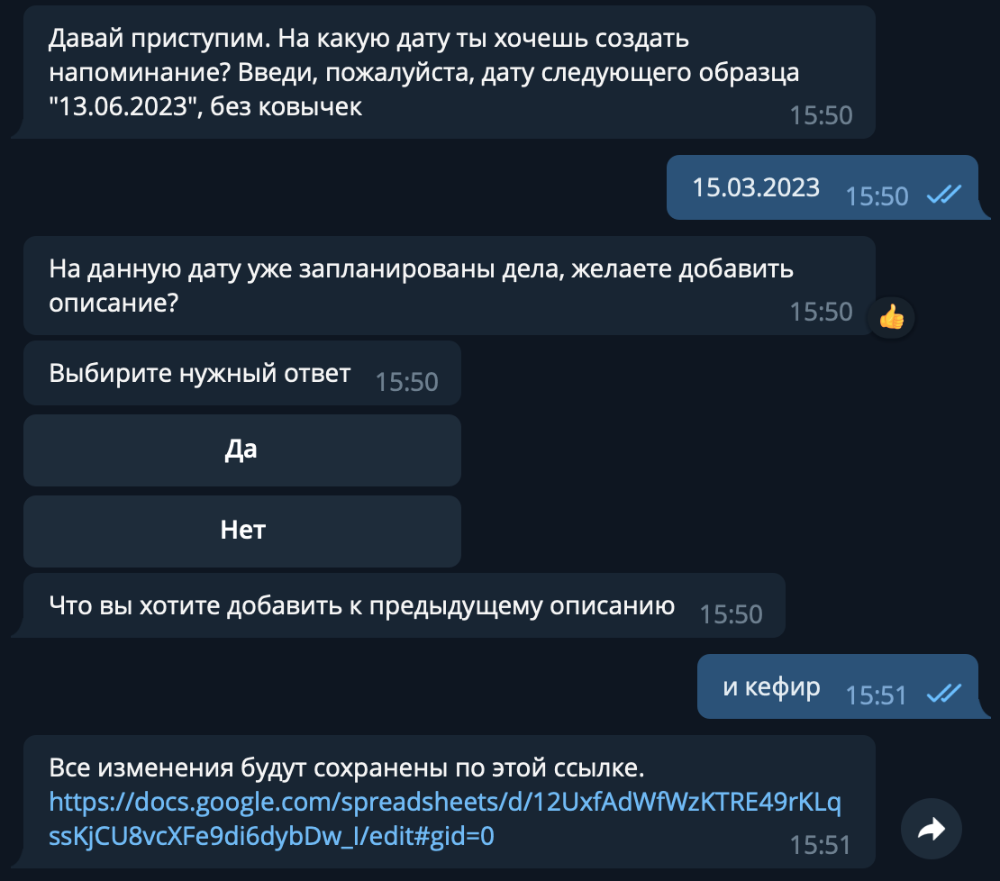 Давай приступим. На какую дату ты хочешь создать
напоминание? Введи, пожалуйста, дату следующего образца
"13.06.2023", без ковычек
15:50
15.03.2023 15:50
На данную дату уже запланированы дела, желаете добавить
описание?
15:50
Выбирите нужный ответ 15:50
Да
Нет
Что вы хотите добавить к предыдущему описанию 15:50
и кефир 15:51
Все изменения будут сохранены по этой ссылке.
https://docs.google.com/spreadsheets/d/12UxfAdWfWzKTRE49rKLq
ssKjCU8vcXFe9di6dybDw_I/edit#gid=0
15:51